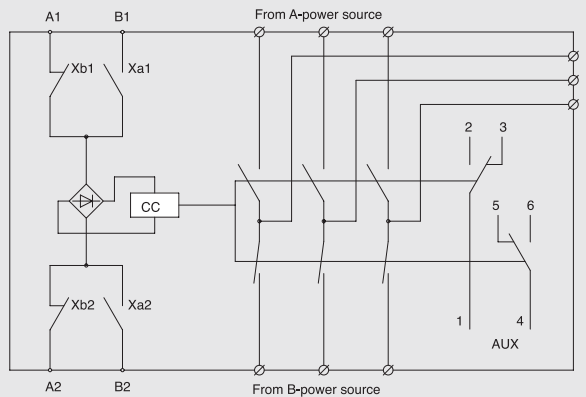 A1 B1 From A-power source
Xb1 Xa1
2 3
CC
5 6
Xb2 Xa2
1 4
AUX
A2 B2 From B-power source